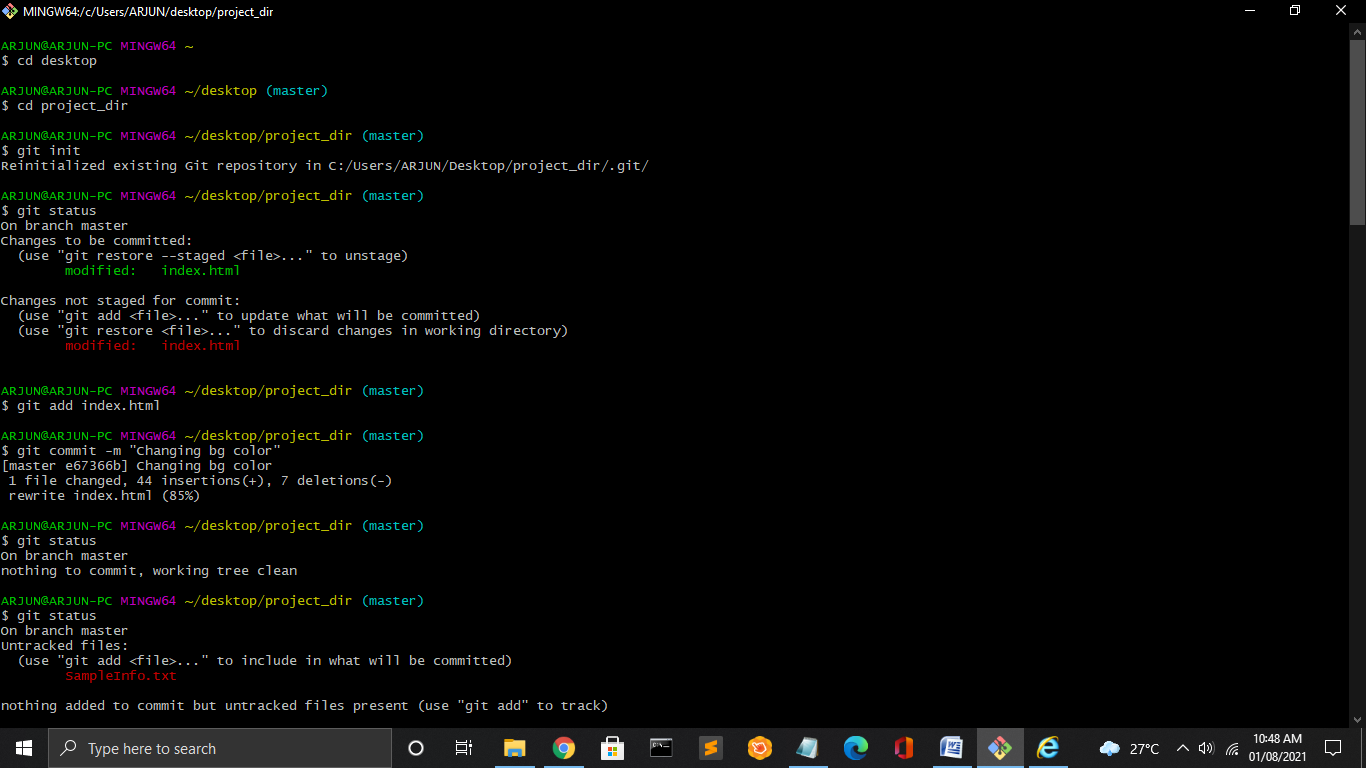 MINGW64:/c/Users/ARJUN/desktop/project_dir
ARJUN@ARJUN-PC MINGW64 ~
$ cd desktop
ARJUN@ARJUN-PC MINGW64 ~/desktop (master)
$ cd project_dir
ARJUN@ARJUN-PC MINGW64 ~/desktop/project_dir (master)
$ git init
Reinitialized existing Git repository in C:/Users/ARJUN/Desktop/project_dir/.git/
ARJUN@ARJUN-PC MINGW64 ~/desktop/project_dir (master)
$ git status
On branch master
Changes to be committed:
  (use "git restore --staged <file>..." to unstage)
        modified:   index.html
Changes not staged for commit:
  (use "git add <file>..." to update what will be committed)
  (use "git restore <file>..." to discard changes in working directory)
        modified:   index.html
ARJUN@ARJUN-PC MINGW64 ~/desktop/project_dir (master)
$ git add index.html
ARJUN@ARJUN-PC MINGW64 ~/desktop/project_dir (master)
$ git commit -m "Changing bg color"
[master e67366b] Changing bg color
 1 file changed, 44 insertions(+), 7 deletions(-)
 rewrite index.html (85%)
ARJUN@ARJUN-PC MINGW64 ~/desktop/project_dir (master)
$ git status
On branch master
nothing to commit, working tree clean
ARJUN@ARJUN-PC MINGW64 ~/desktop/project_dir (master)
$ git status
On branch master
Untracked files:
  (use "git add <file>..." to include in what will be committed)
        SampleInfo.txt
nothing added to commit but untracked files present (use "git add" to track)
Type here to search
27°C
10:48 AM
01/08/2021